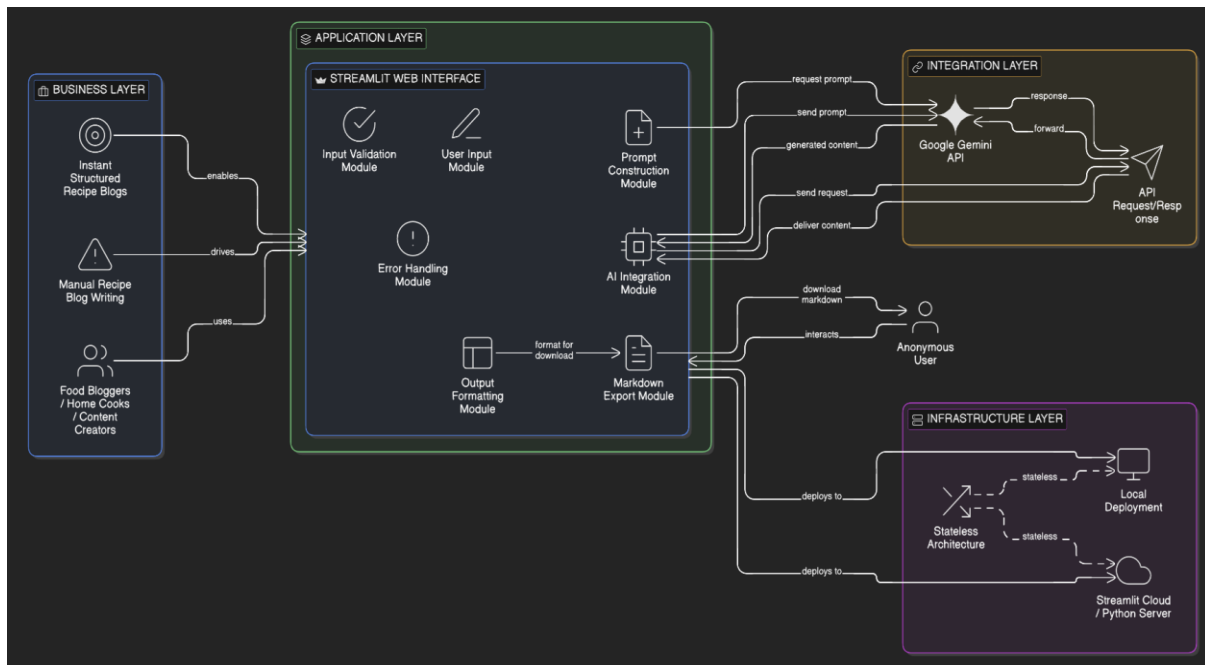 BUSINESS LAYER
Instant
Structured
Recipe Blogs
Manual Recipe
Blog Writing
Food Bloggers
/ Home Cooks
/ Content
Creators
enables
drives
uses
APPLICATION LAYER
STREAMLIT WEB INTERFACE
Input Validation
Module
User Input
Module
Prompt
Construction
Module
Error Handling
Module
AI Integration
Module
Output
Formatting
Module
format for
download
Markdown
Export Module
request prompt
send prompt
generated content
send request
deliver content
download
markdown
interacts
deploys to
deploys to
INTEGRATION LAYER
Google Gemini
API
response
forward
API
Request/Resp
onse
Anonymous
User
INFRASTRUCTURE LAYER
Stateless
Architecture
stateless
stateless
Local
Deployment
Streamlit Cloud
/ Python Server